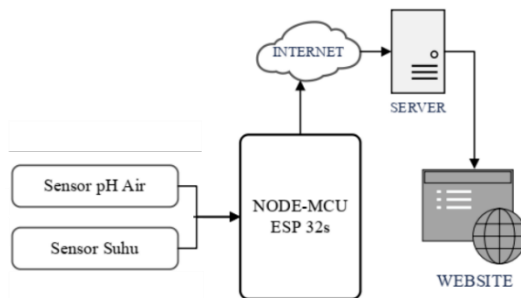 INTERNET
SERVER
Sensor pH Air
NODE-MCU
ESP 32s
Sensor Suhu
WEBSITE